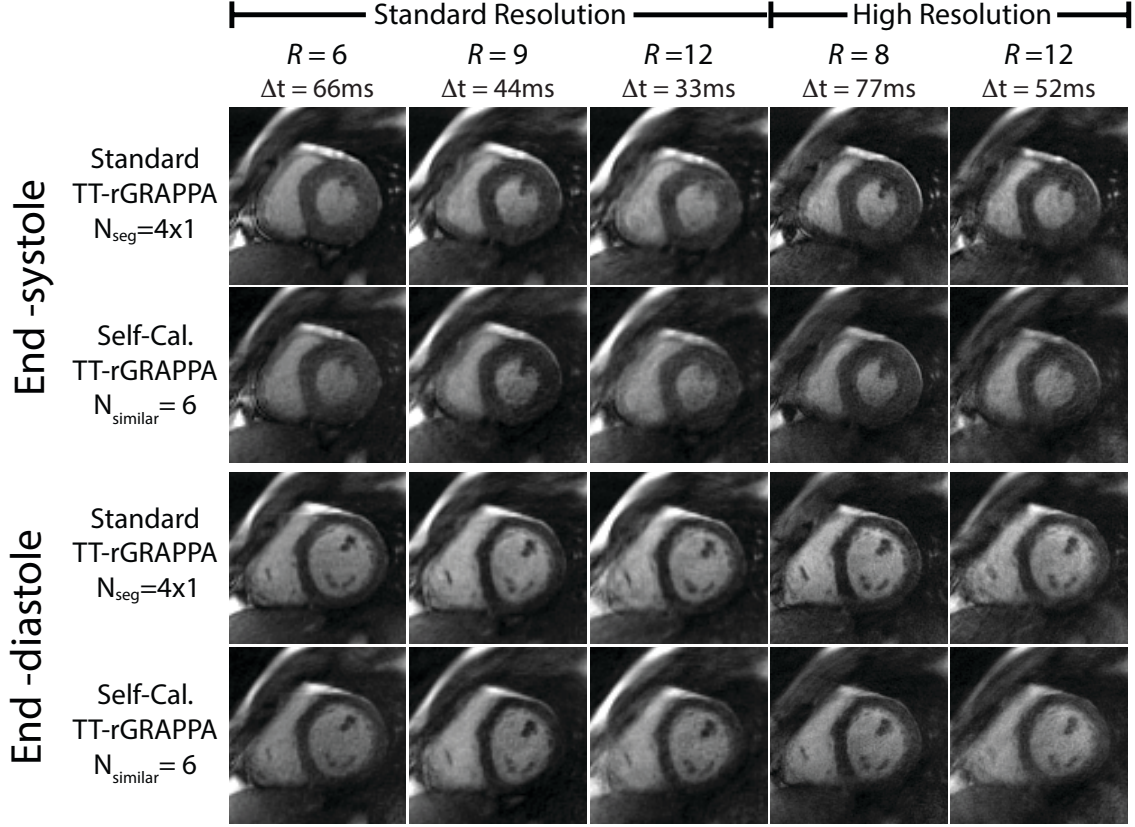 Standard Resolution
High Resolution
R = 6
R = 9
R =12
R = 8
R =12
Δt = 66ms
Δt = 44ms
Δt = 33ms
Δt = 77ms
Δt = 52ms
End -systole
Standard
TT-rGRAPPA
Nseg=4x1
Self-Cal.
TT-rGRAPPA
Nsimilar= 6
End -diastole
Standard
TT-rGRAPPA
Nseg=4x1
Self-Cal.
TT-rGRAPPA
Nsimilar= 6